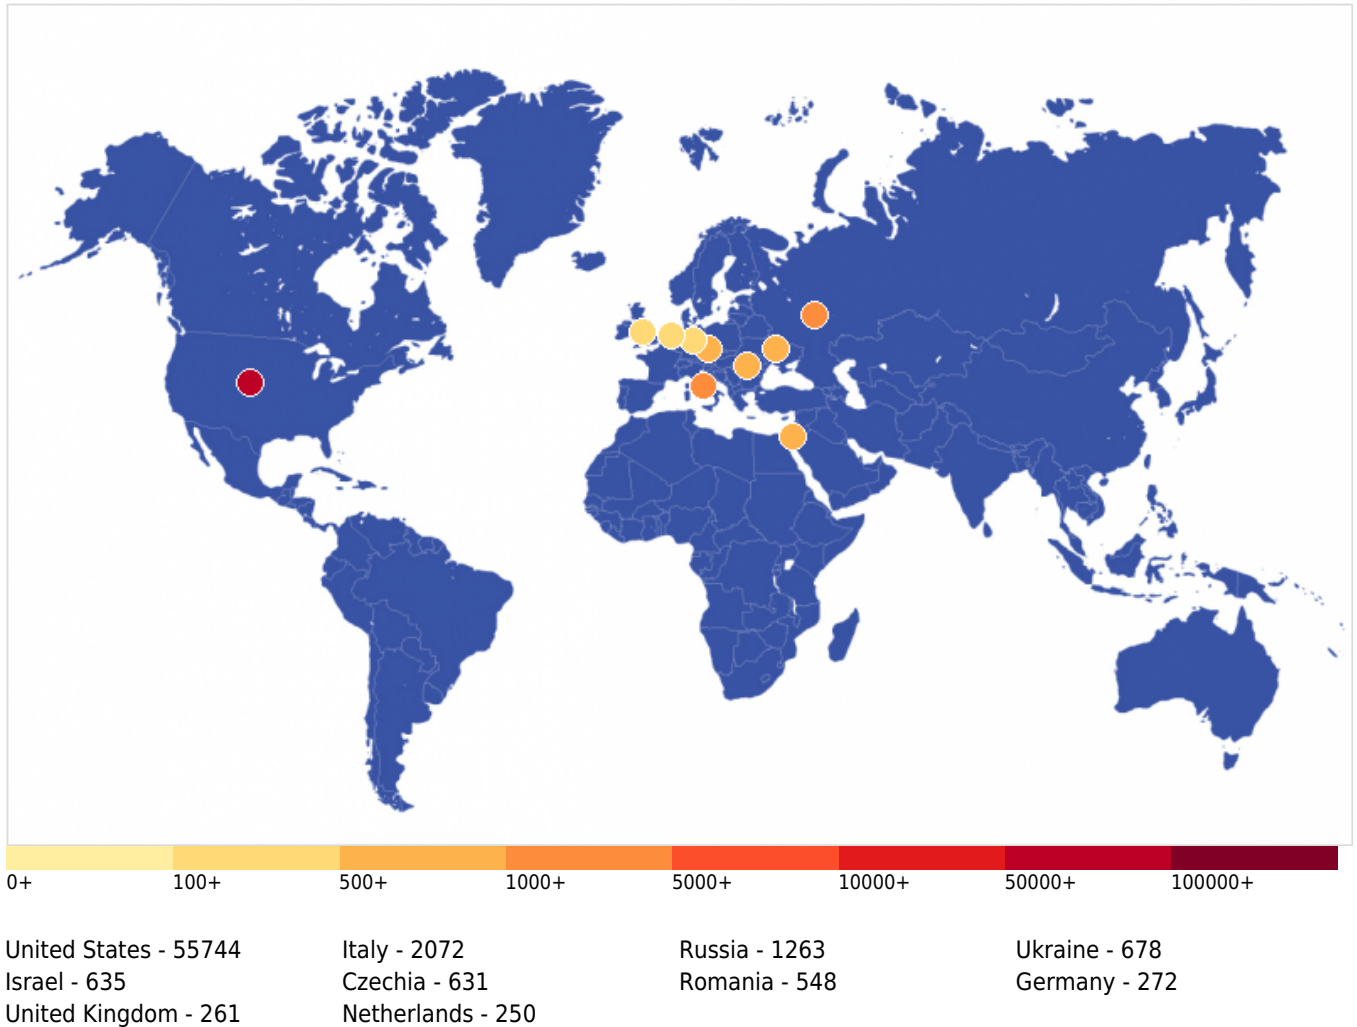 0+ 100+ 500+ 1000+ 5000+ 10000+ 50000+ 100000+
United States - 55744 Italy - 2072 Russia - 1263 Ukraine - 678
Israel - 635 Czechia - 631 Romania - 548 Germany - 272
United Kingdom - 261 Netherlands - 250